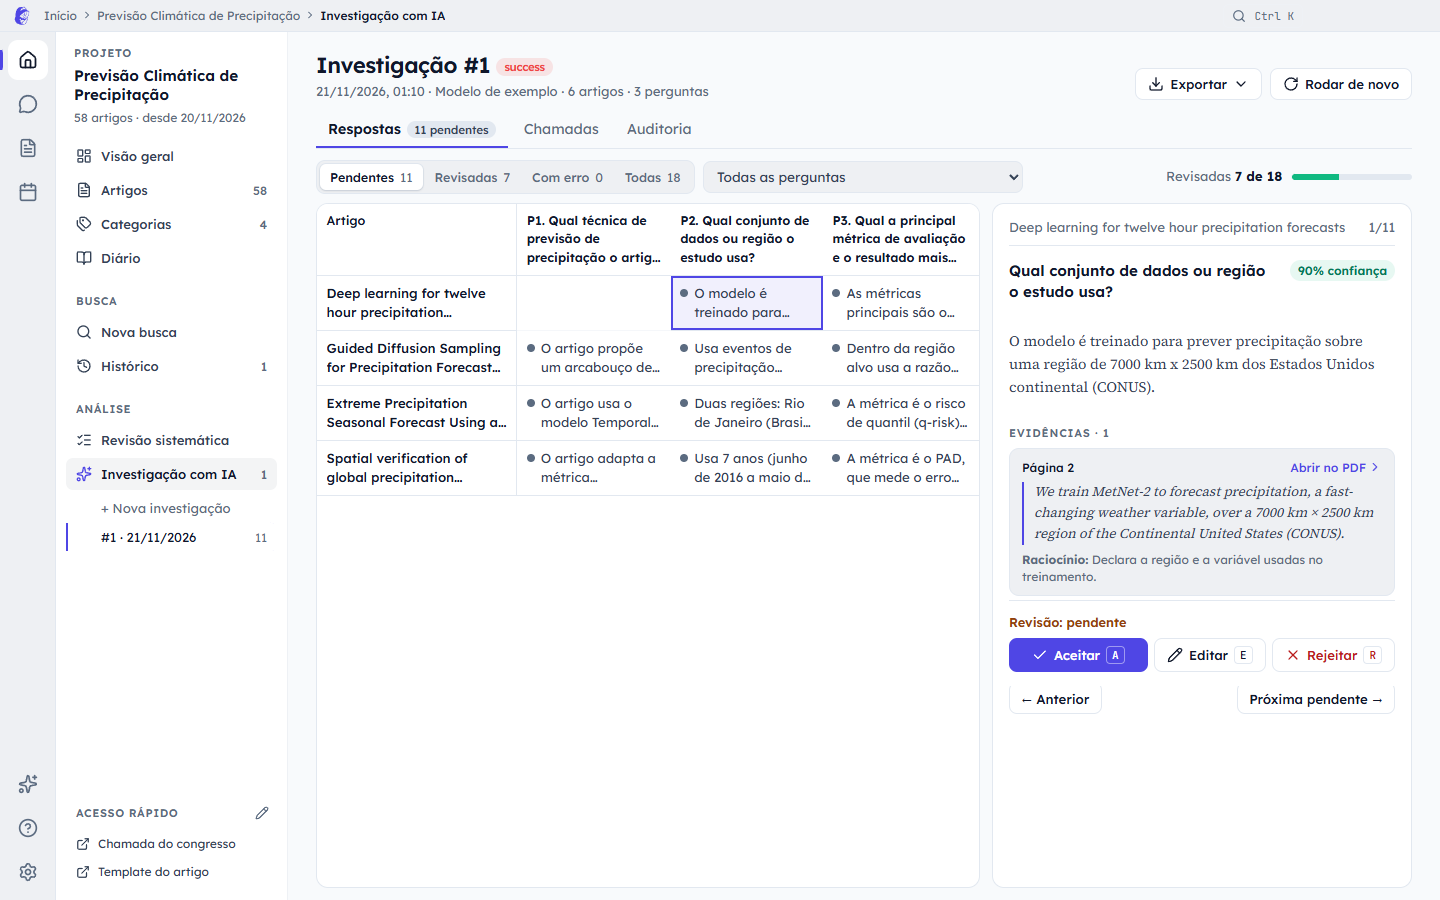 Início > Previsão Climática de Precipitação > Investigação com IA
Ctrl K
PROJETO
Previsão Climática de
Precipitação
58 artigos · desde 20/11/2026
Visão geral
Artigos 58
Categorias 4
Diário
BUSCA
Nova busca
Histórico 1
ANÁLISE
Revisão sistemática
Investigação com IA 1
+ Nova investigação
#1 · 21/11/2026 11
ACESSO RÁPIDO
Chamada do congresso
Template do artigo
Investigação #1 success
21/11/2026, 01:10 · Modelo de exemplo · 6 artigos · 3 perguntas
Exportar
Rodar de novo
Respostas 11 pendentes Chamadas Auditoria
Pendentes 11 Revisadas 7 Com erro 0 Todas 18
Todas as perguntas
Revisadas 7 de 18
Artigo
P1. Qual técnica de
previsão de
precipitação o artig…
P2. Qual conjunto de
dados ou região o
estudo usa?
P3. Qual a principal
métrica de avaliação
e o resultado mais…
Deep learning for twelve
hour precipitation…
O modelo é
treinado para…
As métricas
principais são o…
Guided Diffusion Sampling
for Precipitation Forecast…
O artigo propõe
um arcabouço de…
Usa eventos de
precipitação…
Dentro da região
alvo usa a razão…
Extreme Precipitation
Seasonal Forecast Using a…
O artigo usa o
modelo Temporal…
Duas regiões: Rio
de Janeiro (Brasi…
A métrica é o risco
de quantil (q-risk)…
Spatial verification of
global precipitation…
O artigo adapta a
métrica…
Usa 7 anos (junho
de 2016 a maio d…
A métrica é o PAD,
que mede o erro…
Deep learning for twelve hour precipitation forecasts 1/11
Qual conjunto de dados ou região
o estudo usa?
90% confiança
O modelo é treinado para prever precipitação sobre
uma região de 7000 km x 2500 km dos Estados Unidos
continental (CONUS).
EVIDÊNCIAS · 1
Página 2 Abrir no PDF >
We train MetNet-2 to forecast precipitation, a fast-
changing weather variable, over a 7000 km × 2500 km
region of the Continental United States (CONUS).
Raciocínio: Declara a região e a variável usadas no
treinamento.
Revisão: pendente
Aceitar A
Editar E
Rejeitar R
← Anterior
Próxima pendente →